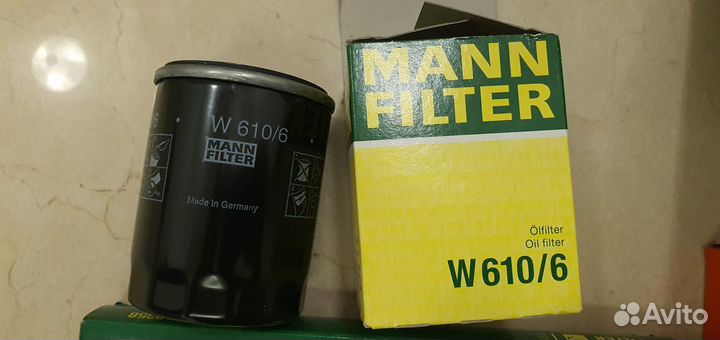 W 610/6
MANN
FILTER
Made in Germany
MANN
FILTER
Ölfilter
Oil filter
W 610/6
Avito